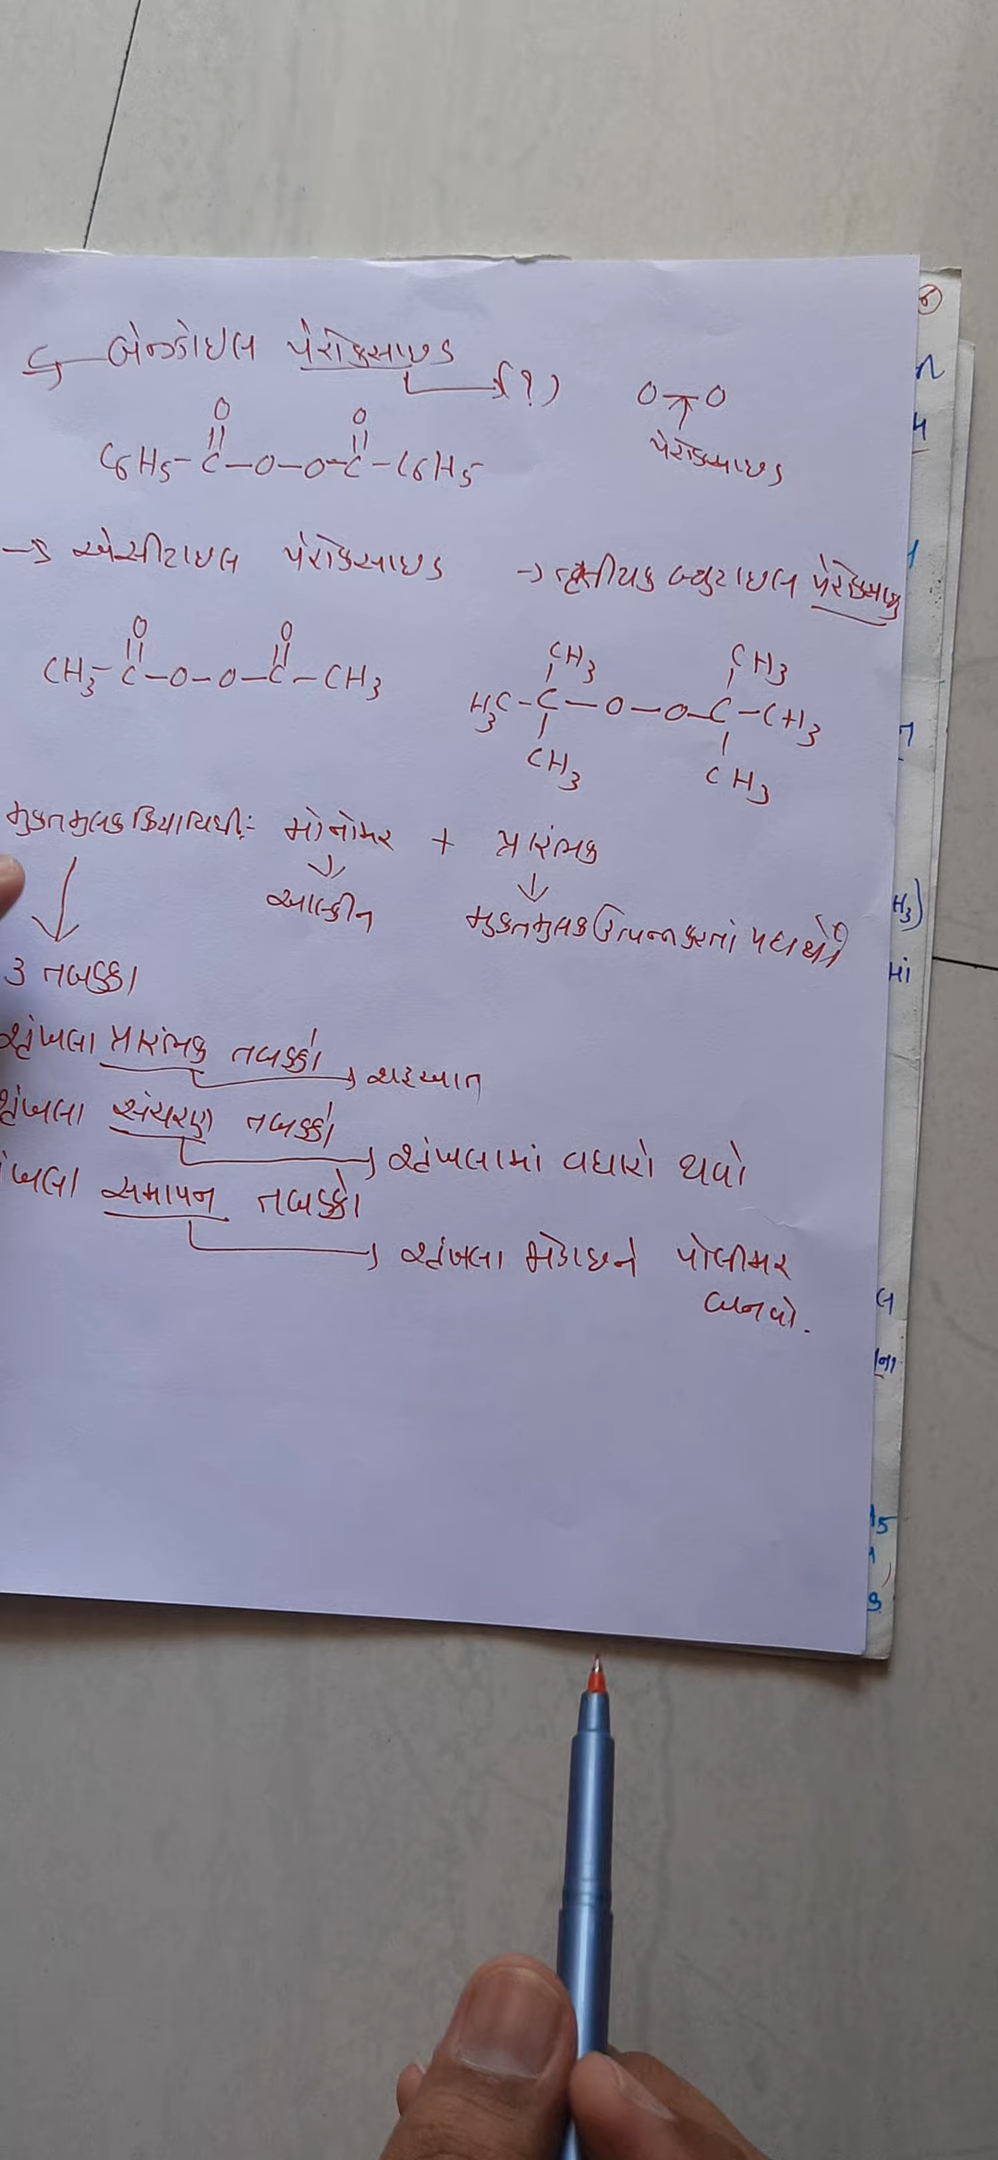 બેન્ઝોઇલ પેરોક્સાઇડ (?)
O–O
પેરોક્સાઇડ
O O
|| ||
C6H5–C–O–O–C–C6H5
→ એસીટાઇલ પેરોક્સાઇડ
O O
|| ||
CH3–C–O–O–C–CH3
→ તૃતીયક બ્યુટાઇલ પેરોક્સાઇડ
CH3 CH3
H3C–C–O–O–C–CH3
CH3 CH3
મુક્તમુલક ક્રિયાવિધી:- મોનોમર + પ્રારંભક
આલ્કીન
મુક્તમુલક ઉત્પન્ન કરતાં પદાર્થો
3 તબક્કા
શૃંખલા પ્રારંભક તબક્કો → શરૂઆત
શૃંખલા સંચરણ તબક્કો → શૃંખલામાં વધારો થવો
ંખલા સમાપન તબક્કો → શૃંખલા જોડાઇને પોલીમર
બનવો.
H3)
માં
લ
ના
H5